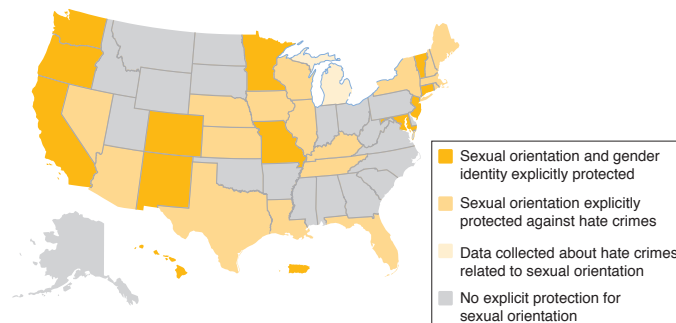 Sexual orientation and gender
identity explicitly protected
Sexual orientation explicitly
protected against hate crimes
Data collected about hate crimes
related to sexual orientation
No explicit protection for
sexual orientation